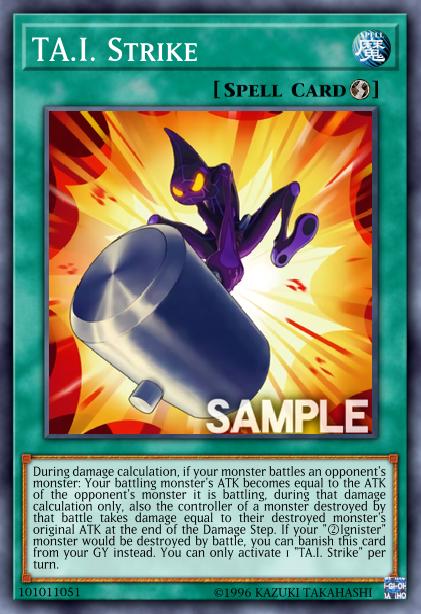 TA.I. Strike
SPELL
魔
[Spell Card]
SAMPLE
During damage calculation, if your monster battles an opponent's
monster: Your battling monster's ATK becomes equal to the ATK
of the opponent's monster it is battling, during that damage
calculation only, also the controller of a monster destroyed by
that battle takes damage equal to their destroyed monster's
original ATK at the end of the Damage Step. If your "②Ignister"
monster would be destroyed by battle, you can banish this card
from your GY instead. You can only activate 1 "TA.I. Strike" per
turn.
101011051
©1996 KAZUKI TAKAHASHI